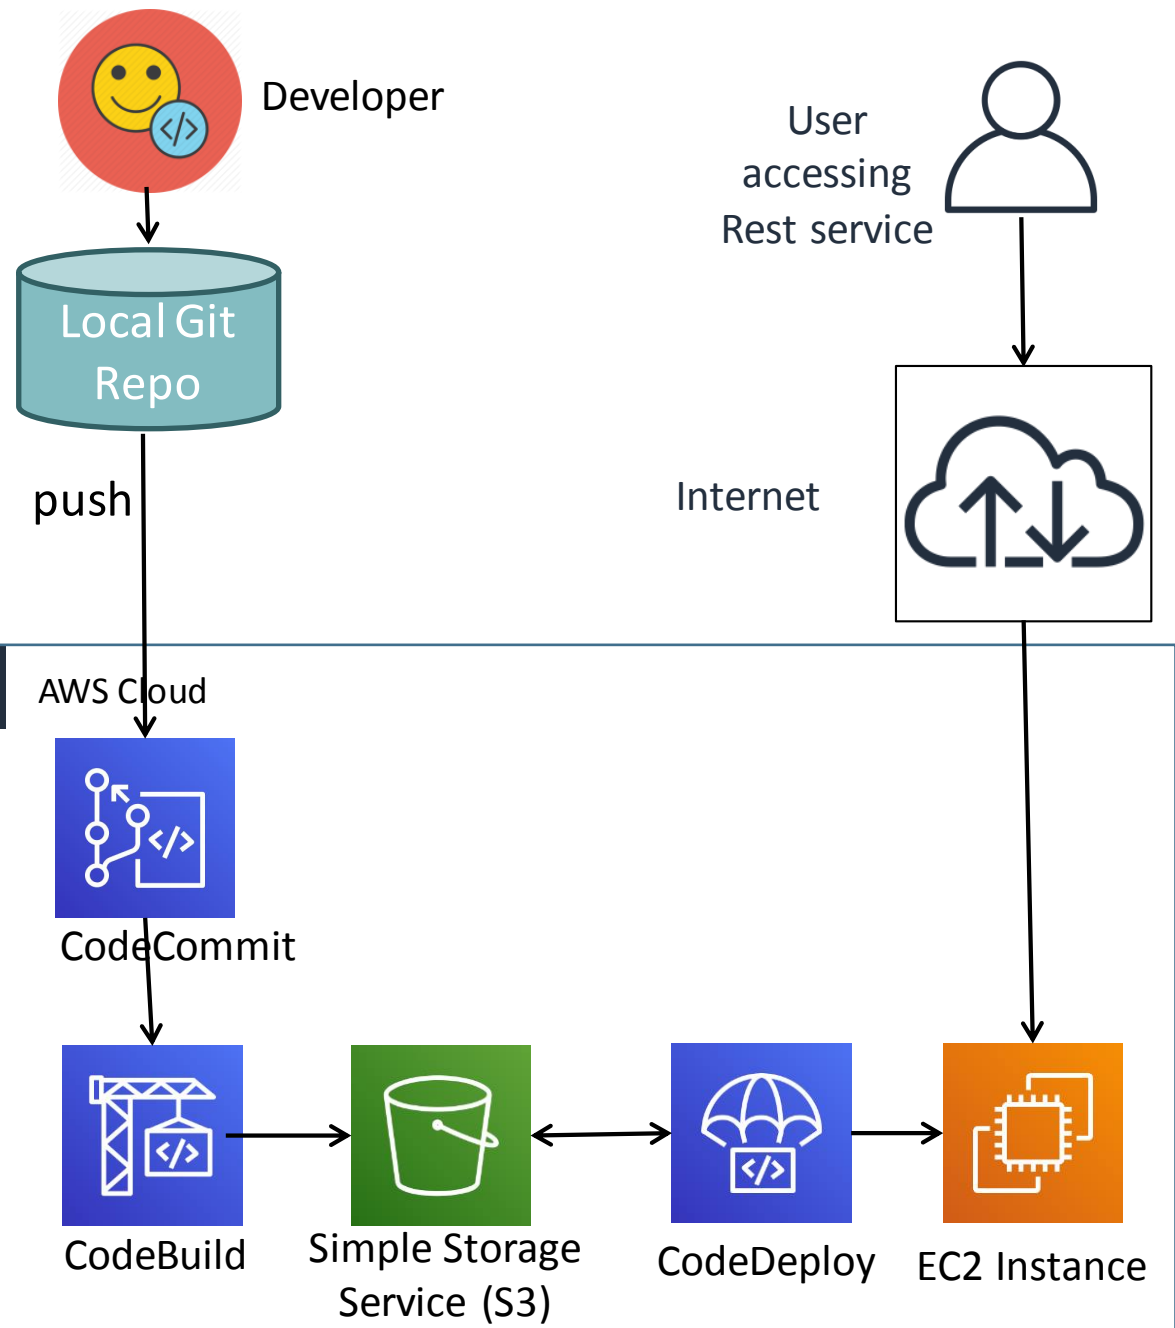 Developer
User
accessing
Rest service
Local Git
Repo
push
Internet
AWS Cloud
</>
</>
CodeCommit
</>
</>
CodeBuild
Simple Storage
Service (S3)
CodeDeploy
EC2 Instance